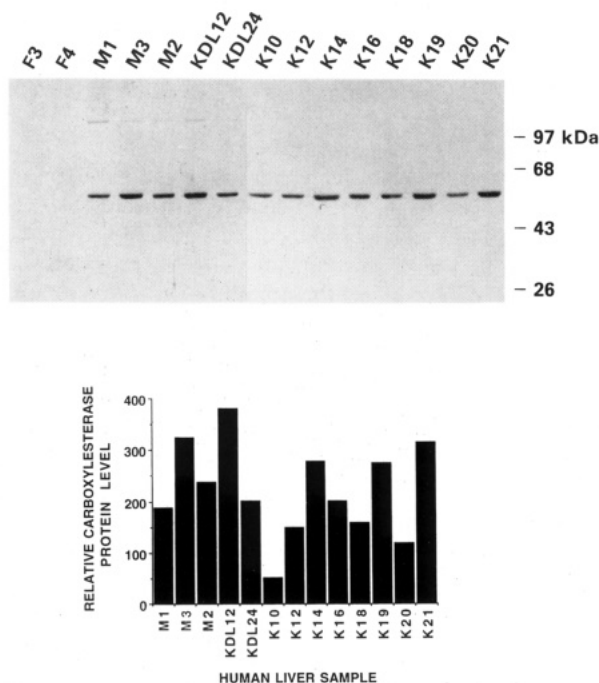 F3 F4 M1 M3 M2 KDL12 KDL24 K10 K12 K14 K16 K18 K19 K20 K21
– 97 kDa
– 68
– 43
– 26
RELATIVE CARBOXYLESTERASE
PROTEIN LEVEL
400
300
200
100
0
M1 M3 M2 KDL12 KDL24 K10 K12 K14 K16 K18 K19 K20 K21
HUMAN LIVER SAMPLE